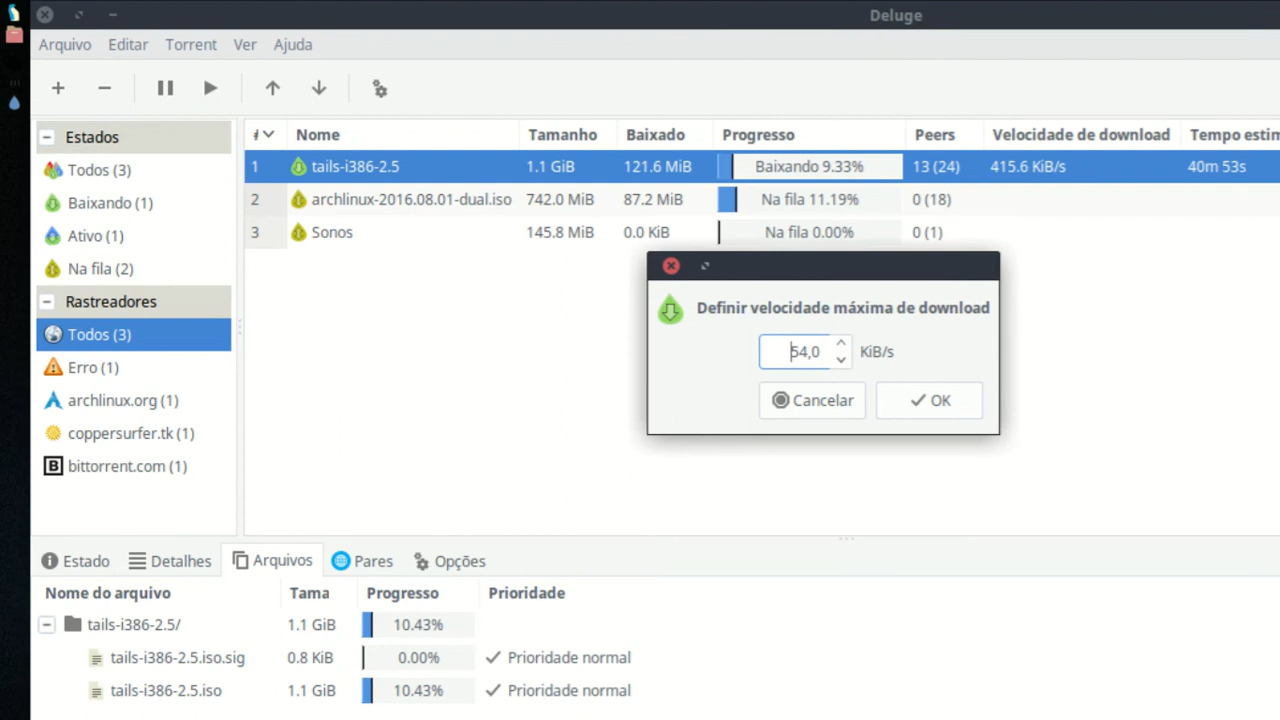 Deluge
Arquivo Editar Torrent Ver Ajuda
Estados
Todos (3)
Baixando (1)
Ativo (1)
Na fila (2)
Rastreadores
Todos (3)
Erro (1)
archlinux.org (1)
coppersurfer.tk (1)
B bittorrent.com (1)
Nome Tamanho Baixado Progresso Peers Velocidade de download Tempo estim
1 tails-i386-2.5 1.1 GiB 121.6 MiB Baixando 9.33% 13 (24) 415.6 KiB/s 40m 53s
2 archlinux-2016.08.01-dual.iso 742.0 MiB 87.2 MiB Na fila 11.19% 0 (18)
3 Sonos 145.8 MiB 0.0 KiB Na fila 0.00% 0 (1)
Definir velocidade máxima de download
54,0 KiB/s
Cancelar OK
Estado Detalhes Arquivos Pares Opções
Nome do arquivo Tama Progresso Prioridade
tails-i386-2.5/ 1.1 GiB 10.43%
tails-i386-2.5.iso.sig 0.8 KiB 0.00% Prioridade normal
tails-i386-2.5.iso 1.1 GiB 10.43% Prioridade normal